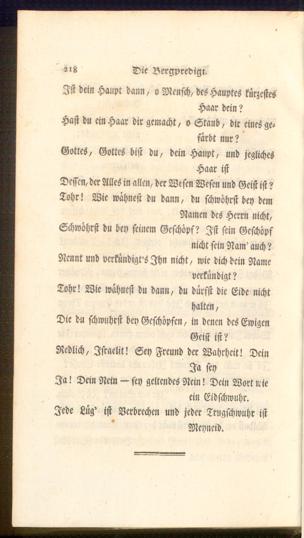 218 Die Bergpredigt.
Ist dein Haupt dann, o Mensch, des Hauptes kürzestes
Haar dein?
Hast du ein Haar dir gemacht, o Staub, dir eines ge-
färbt nur?
Gottes, Gottes bist du, dein Haupt, und jegliches
Haar ist
Dessen, der Alles in allen, der Wesen Wesen und Geist ist?
Tohr! Wie wähnest du dann, du schwörst bey dem
Namen des Herrn nicht,
Schwöhrst du bey seinem Geschöpf? Ist sein Geschöpf
nicht sein Nam' auch?
Nennt und verkündigt's Ihn nicht, wie dich dein Name
verkündigt?
Tohr! Wie wähnest du dann, du dürfst die Eide nicht
halten,
Die du schwuhrst bey Geschöpfen, in denen des Ewigen
Geist ist?
Redlich, Israelit! Sey Freund der Wahrheit! Dein
Ja sey
Ja! Dein Nein — sey geltendes Nein! Dein Wort wie
ein Eidschwuhr.
Jede Lüg' ist Verbrechen und jeder Trugschwuhr ist
Meyneid.